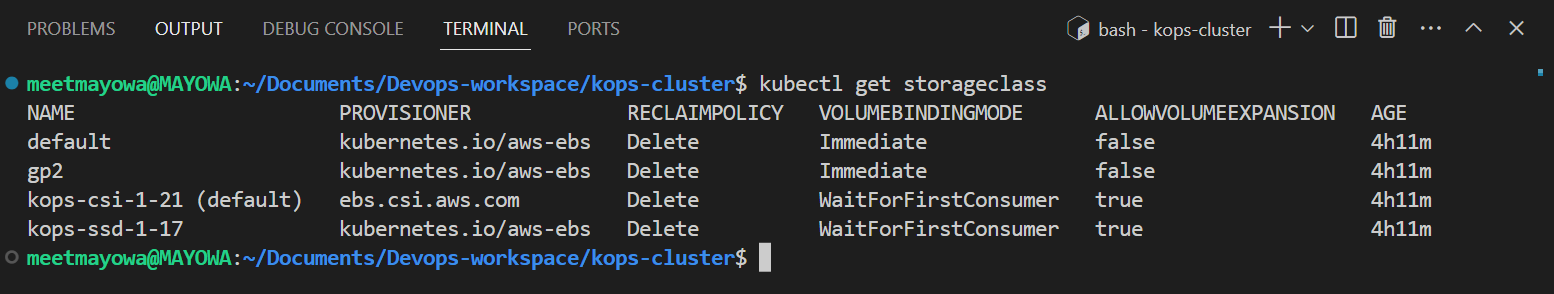 PROBLEMS OUTPUT DEBUG CONSOLE TERMINAL PORTS bash - kops-cluster
meetmayowa@MAYOWA:~/Documents/Devops-workspace/kops-cluster$ kubectl get storageclass
NAME PROVISIONER RECLAIMPOLICY VOLUMEBINDINGMODE ALLOWVOLUMEEXPANSION AGE
default kubernetes.io/aws-ebs Delete Immediate false 4h11m
gp2 kubernetes.io/aws-ebs Delete Immediate false 4h11m
kops-csi-1-21 (default) ebs.csi.aws.com Delete WaitForFirstConsumer true 4h11m
kops-ssd-1-17 kubernetes.io/aws-ebs Delete WaitForFirstConsumer true 4h11m
meetmayowa@MAYOWA:~/Documents/Devops-workspace/kops-cluster$